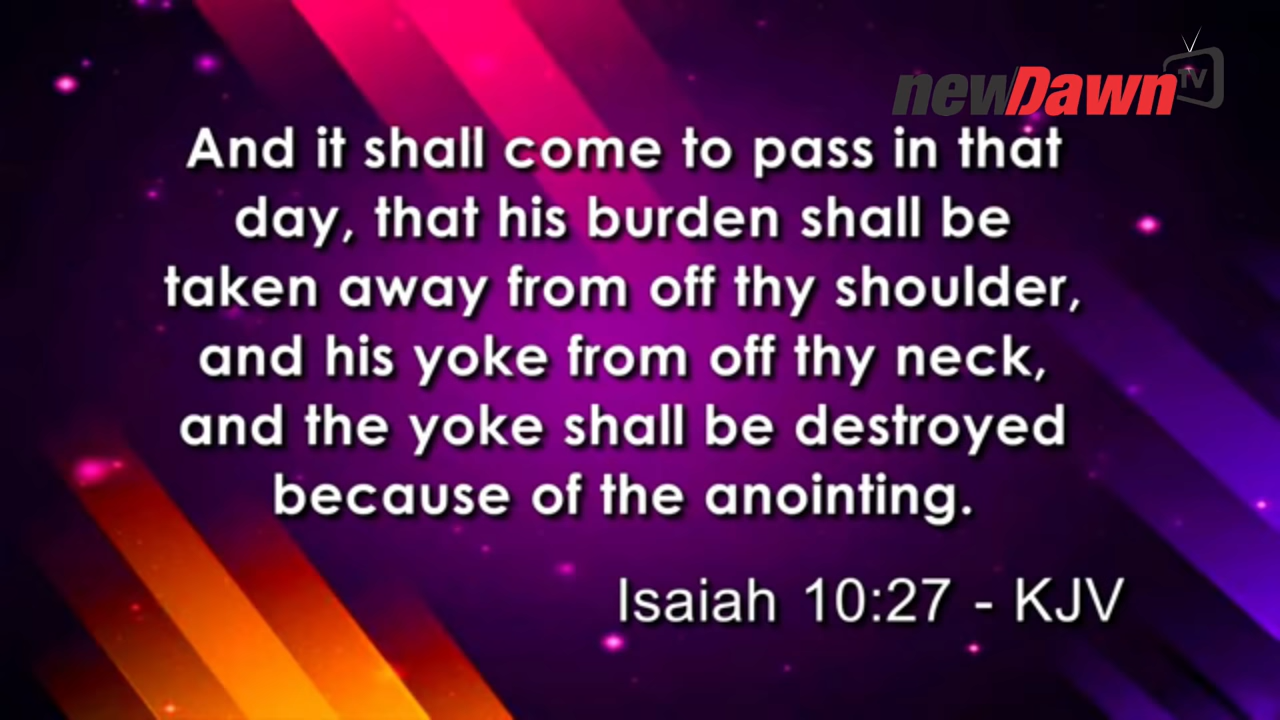 newDawn TV
And it shall come to pass in that
day, that his burden shall be
taken away from off thy shoulder,
and his yoke from off thy neck,
and the yoke shall be destroyed
because of the anointing.
Isaiah 10:27 - KJV